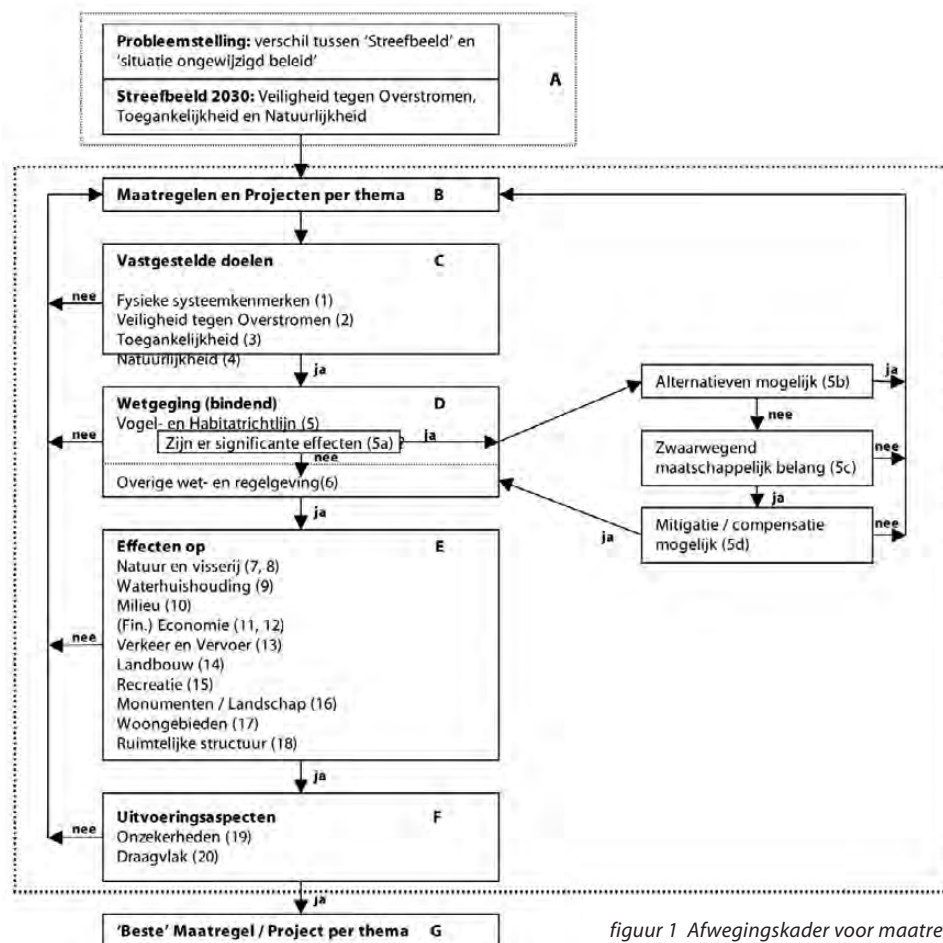 Probleemstelling: verschil tussen 'Streefbeeld' en
'situatie ongewijzigd beleid'
A
Streefbeeld 2030: Veiligheid tegen Overstromen,
Toegankelijkheid en Natuurlijkheid
Maatregelen en Projecten per thema B
Vastgestelde doelen C
nee
Fysieke systeemkenmerken (1)
Veiligheid tegen Overstromen (2)
Toegankelijkheid (3)
Natuurlijkheid (4)
ja
Wetgeving (bindend) D
Vogel- en Habitatrichtlijn (5)
nee
Zijn er significante effecten (5a)
ja
nee
Overige wet- en regelgeving(6)
ja
Alternatieven mogelijk (5b)
ja
nee
Zwaarwegend
maatschappelijk belang (5c)
nee
ja
Mitigatie / compensatie
mogelijk (5d)
nee
ja
Effecten op E
Natuur en visserij (7, 8)
Waterhuishouding (9)
Milieu (10)
(Fin.) Economie (11, 12)
nee
Verkeer en Vervoer (13)
Landbouw (14)
Recreatie (15)
Monumenten / Landschap (16)
Woongebieden (17)
Ruimtelijke structuur (18)
ja
Uitvoeringsaspecten F
nee
Onzekerheden (19)
Draagvlak (20)
ja
'Beste' Maatregel / Project per thema G
figuur 1 Afwegingskader voor maatre